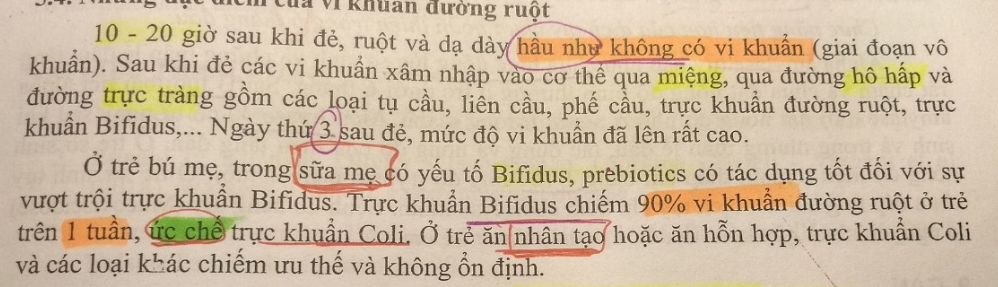 của vi khuẩn đường ruột
10 - 20 giờ sau khi đẻ, ruột và dạ dày hầu như không có vi khuẩn (giai đoạn vô
khuẩn). Sau khi đẻ các vi khuẩn xâm nhập vào cơ thể qua miệng, qua đường hô hấp và
đường trực tràng gồm các loại tụ cầu, liên cầu, phế cầu, trực khuẩn đường ruột, trực
khuẩn Bifidus,... Ngày thứ 3 sau đẻ, mức độ vi khuẩn đã lên rất cao.
Ở trẻ bú mẹ, trong sữa mẹ có yếu tố Bifidus, prebiotics có tác dụng tốt đối với sự
vượt trội trực khuẩn Bifidus. Trực khuẩn Bifidus chiếm 90% vi khuẩn đường ruột ở trẻ
trên 1 tuần, ức chế trực khuẩn Coli. Ở trẻ ăn nhân tạo hoặc ăn hỗn hợp, trực khuẩn Coli
và các loại khác chiếm ưu thế và không ổn định.